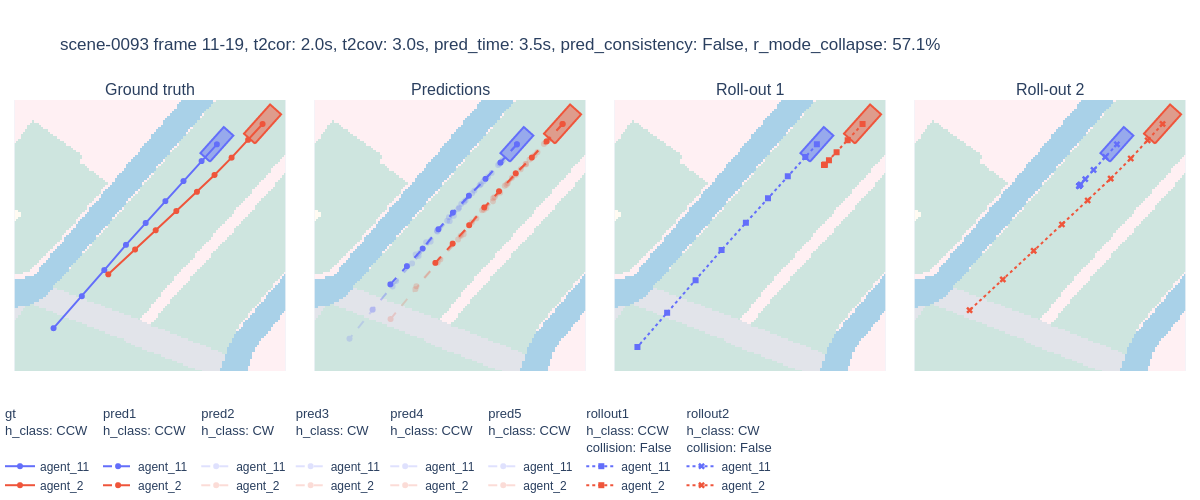 scene-0093 frame 11-19, t2cor: 2.0s, t2cov: 3.0s, pred_time: 3.5s, pred_consistency: False, r_mode_collapse: 57.1%
Ground truth Predictions Roll-out 1 Roll-out 2
gt pred1 pred2 pred3 pred4 pred5 rollout1 rollout2
h_class: CCW h_class: CCW h_class: CW h_class: CW h_class: CCW h_class: CCW h_class: CCW h_class: CW
collision: False collision: False
agent_11 agent_11 agent_11 agent_11 agent_11 agent_11 agent_11 agent_11
agent_2 agent_2 agent_2 agent_2 agent_2 agent_2 agent_2 agent_2